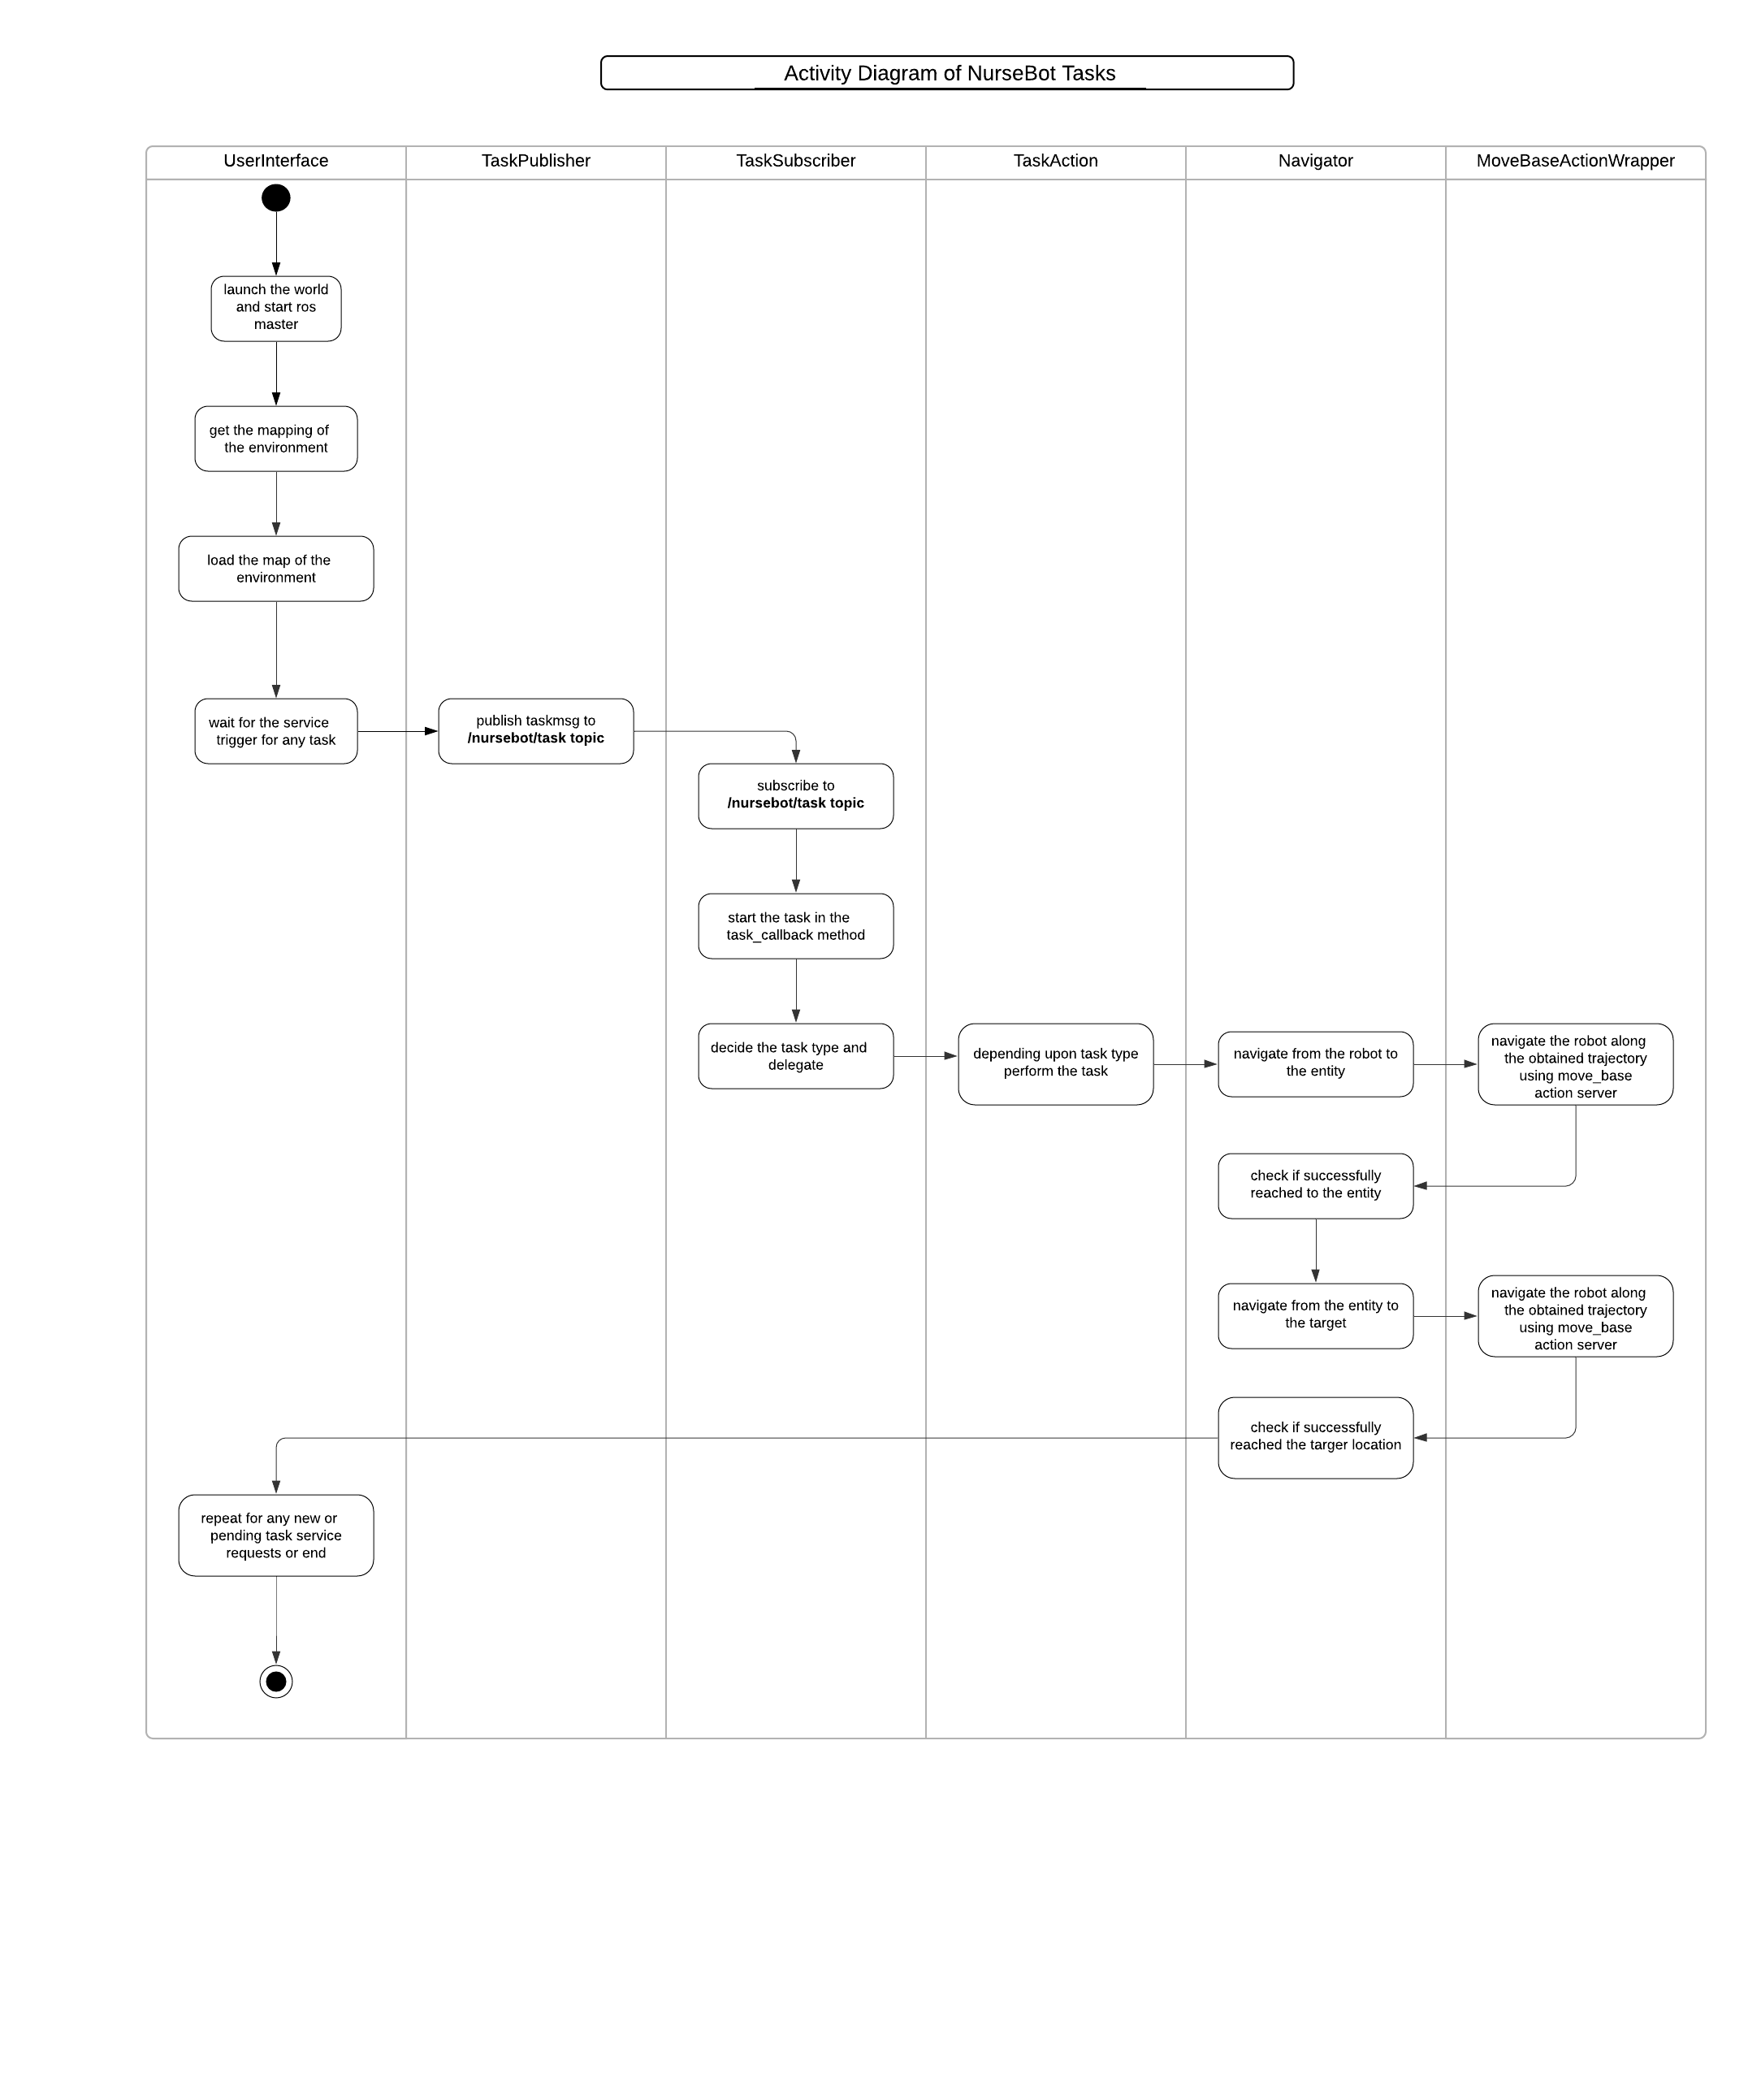 Activity Diagram of NurseBot Tasks
UserInterface
TaskPublisher
TaskSubscriber
TaskAction
Navigator
MoveBaseActionWrapper
launch the world
and start ros
master
get the mapping of
the environment
load the map of the
environment
wait for the service
trigger for any task
publish taskmsg to
/nursebot/task topic
subscribe to
/nursebot/task topic
start the task in the
task_callback method
decide the task type and
delegate
depending upon task type
perform the task
navigate from the robot to
the entity
navigate the robot along
the obtained trajectory
using move_base
action server
check if successfully
reached to the entity
navigate from the entity to
the target
navigate the robot along
the obtained trajectory
using move_base
action server
check if successfully
reached the targer location
repeat for any new or
pending task service
requests or end